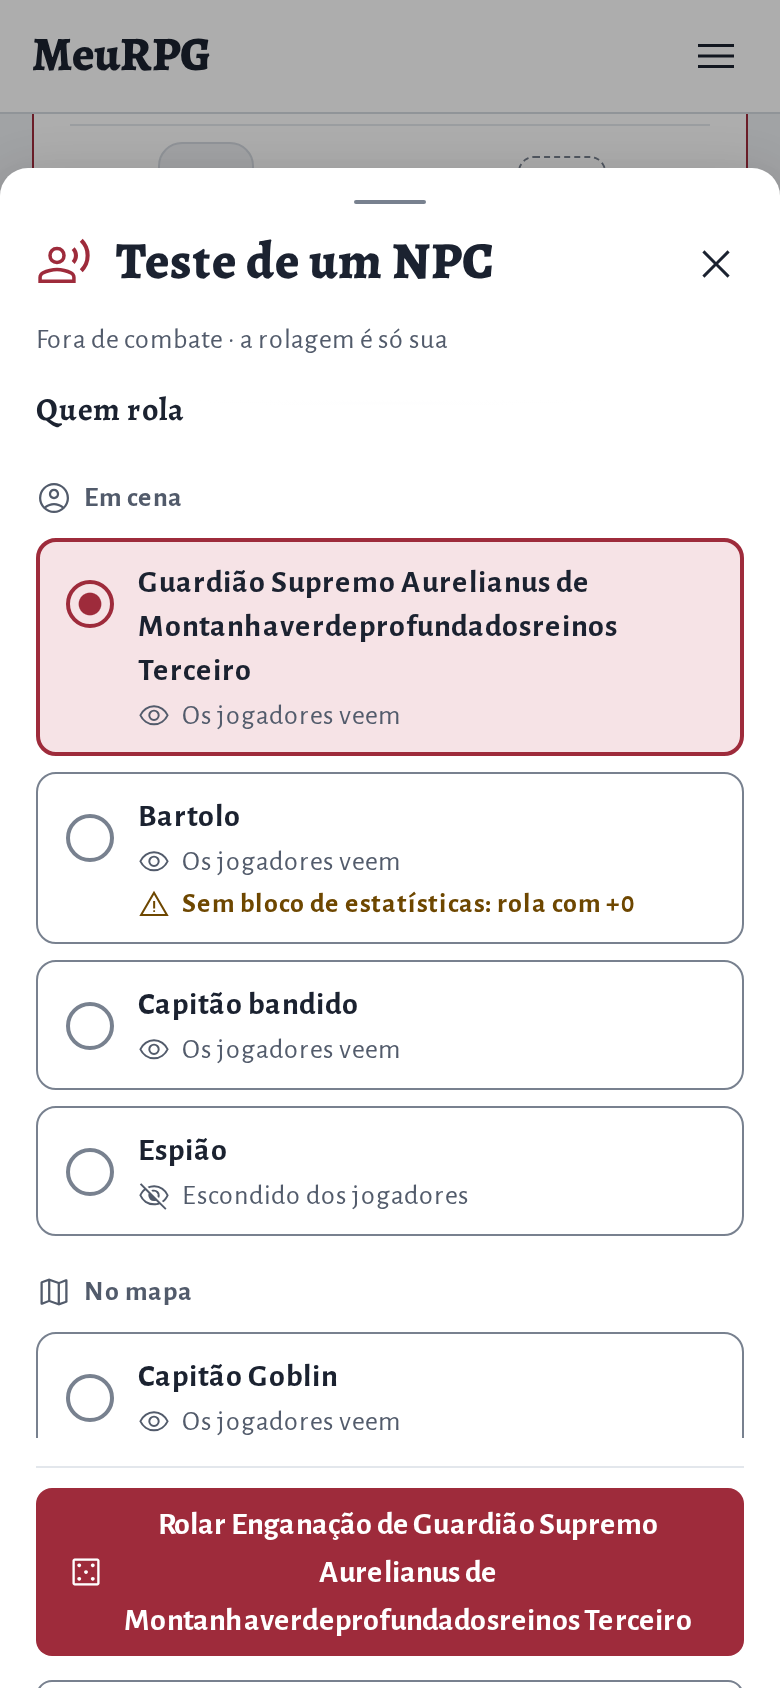 MeuRPG
Teste de um NPC
Fora de combate · a rolagem é só sua
Quem rola
Em cena
Guardião Supremo Aurelianus de
Montanhaverdeprofundadosreinos
Terceiro
Os jogadores veem
Bartolo
Os jogadores veem
Sem bloco de estatísticas: rola com +0
Capitão bandido
Os jogadores veem
Espião
Escondido dos jogadores
No mapa
Capitão Goblin
Os jogadores veem
Rolar Enganação de Guardião Supremo
Aurelianus de
Montanhaverdeprofundadosreinos Terceiro